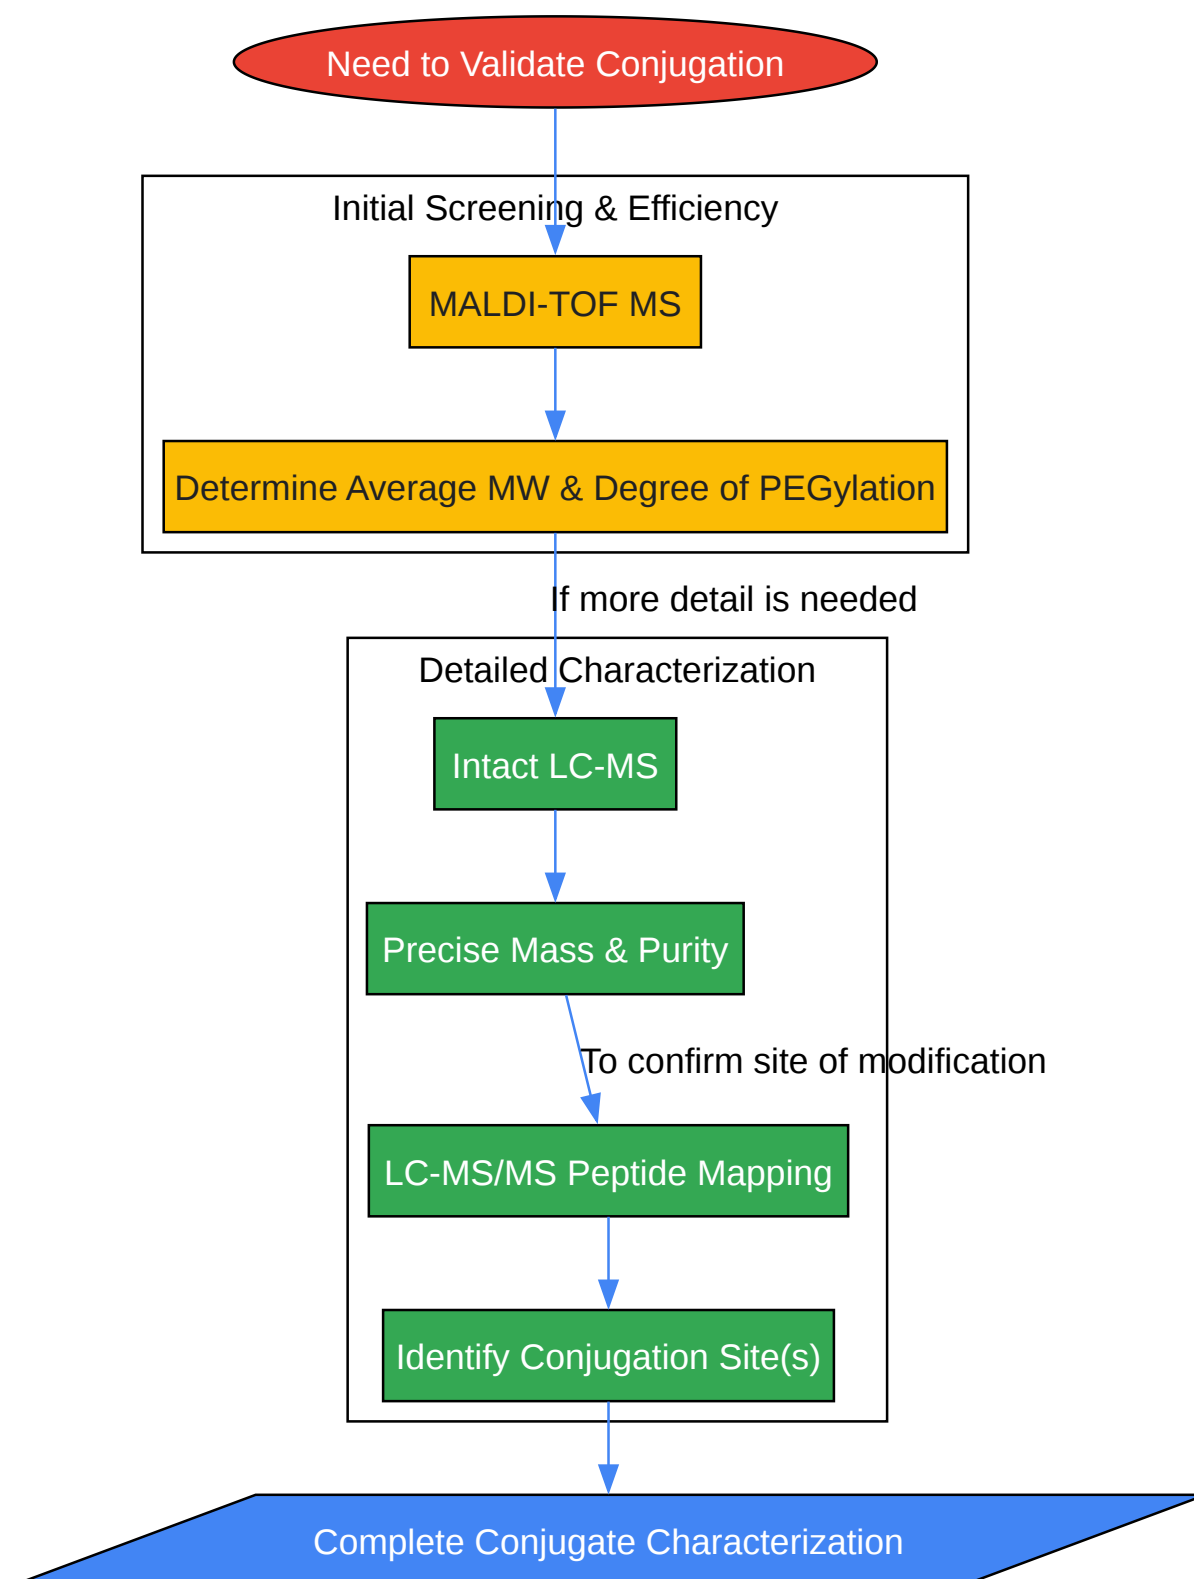 Need to Validate Conjugation
Initial Screening & Efficiency
MALDI-TOF MS
Determine Average MW & Degree of PEGylation
If more detail is needed
Detailed Characterization
Intact LC-MS
Precise Mass & Purity
To confirm site of modification
LC-MS/MS Peptide Mapping
Identify Conjugation Site(s)
Complete Conjugate Characterization